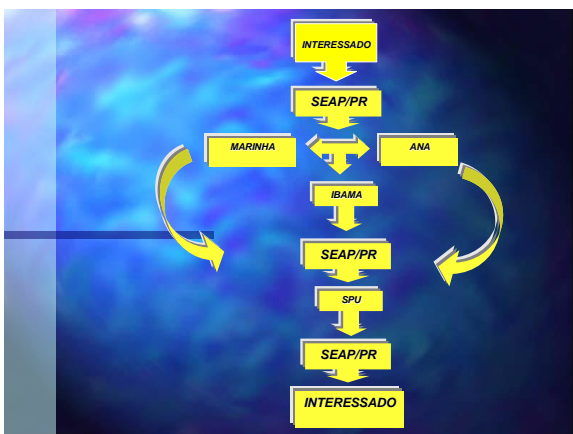 INTERESSADO
SEAP/PR
MARINHA
ANA
IBAMA
SEAP/PR
SPU
SEAP/PR
INTERESSADO